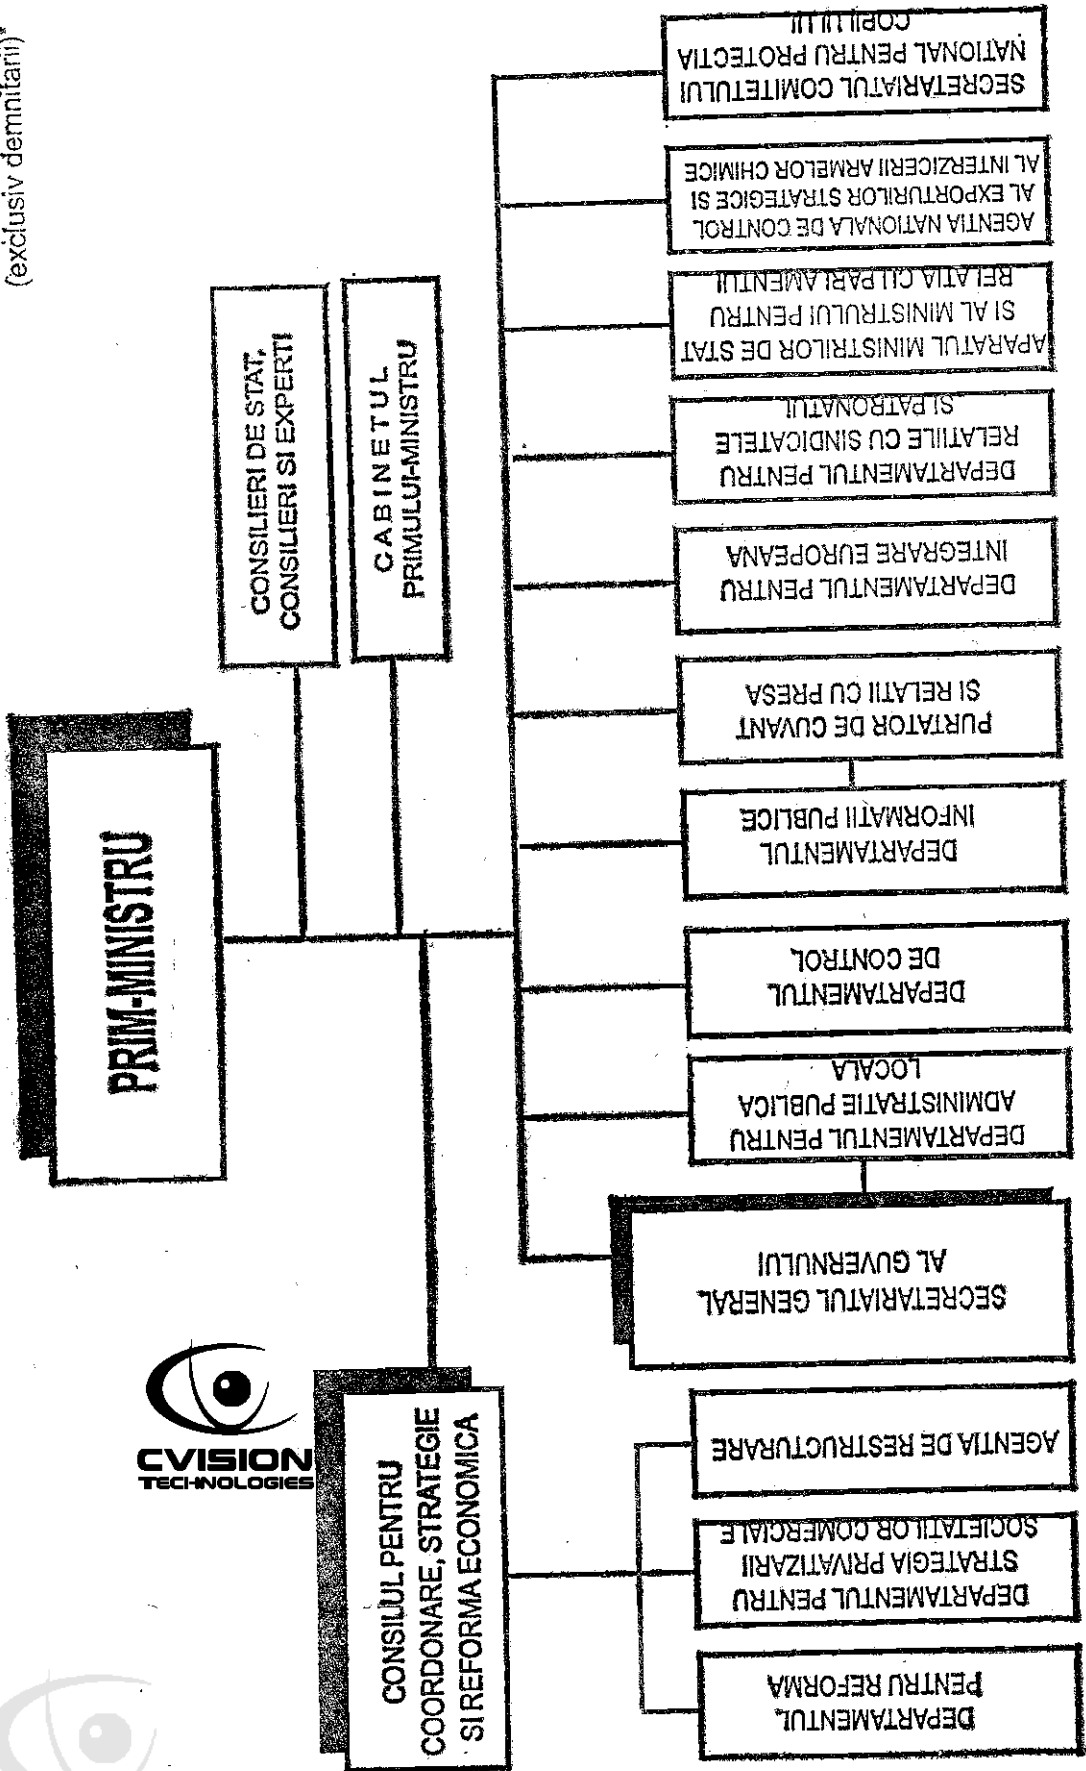 (exclusiv demnitarii)*
PRIM-MINISTRU
CONSILIERI DE STAT,
CONSILIERI SI EXPERTI
CABINETUL
PRIMULUI-MINISTRU
CONSILIUL PENTRU
COORDONARE, STRATEGIE
SI REFORMA ECONOMICA
DEPARTAMENTUL
PENTRU REFORMA
DEPARTAMENTUL PENTRU
STRATEGIA PRIVATIZARII
SOCIETATILOR COMERCIALE
AGENTIA DE RESTRUCTURARE
SECRETARIATUL GENERAL
AL GUVERNULUI
DEPARTAMENTUL PENTRU
ADMINISTRATIE PUBLICA
LOCALA
DEPARTAMENTUL
DE CONTROL
DEPARTAMENTUL
INFORMATII PUBLICE
PURTATOR DE CUVANT
SI RELATII CU PRESA
DEPARTAMENTUL PENTRU
INTEGRARE EUROPEANA
DEPARTAMENTUL PENTRU
RELATIILE CU SINDICATELE
SI PATRONATUL
APARATUL MINISTRILOR DE STAT
SI AL MINISTRULUI PENTRU
RELATIA CU PARLAMENTUL
AGENTIA NATIONALA DE CONTROL
AL EXPORTURILOR STRATEGICE SI
AL INTERZICERII ARMELOR CHIMICE
SECRETARIATUL COMITETULUI
NATIONAL PENTRU PROTECTIA
COPILULUI
CVISION
TECHNOLOGIES